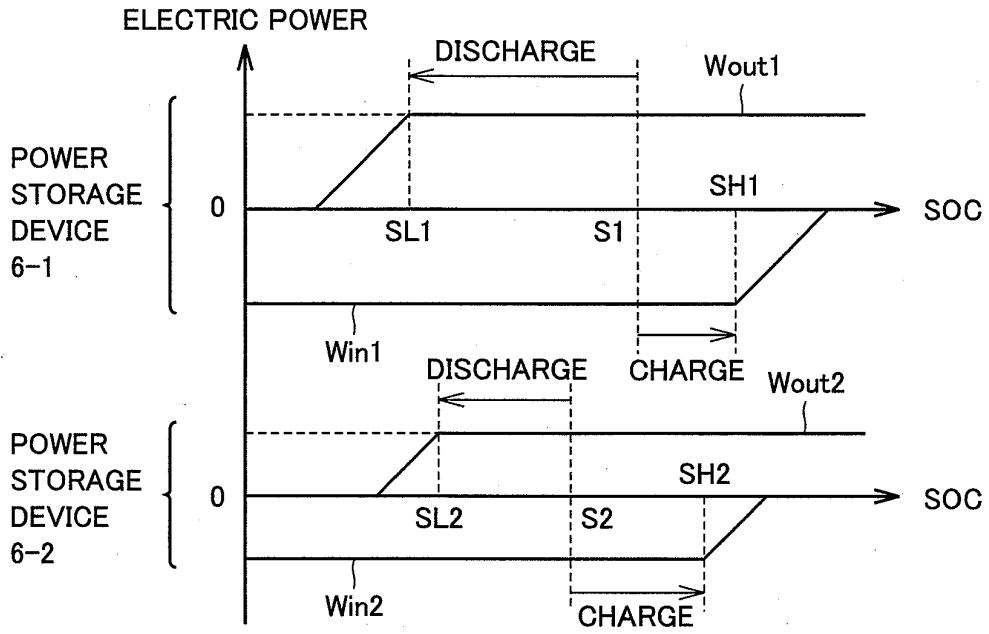 ELECTRIC POWER
DISCHARGE
Wout1
POWER
STORAGE
DEVICE
6-1
0
SH1
SL1
S1
SOC
Win1
CHARGE
DISCHARGE
Wout2
POWER
STORAGE
DEVICE
6-2
0
SH2
SL2
S2
SOC
Win2
CHARGE